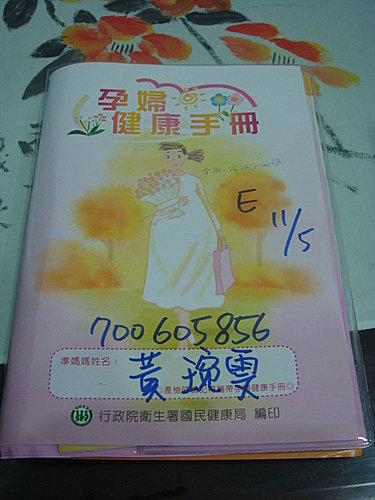 孕婦
健康手冊
E
11/5
700605856
準媽媽姓名：
黃琬雯
行政院衛生署國民健康局 編印